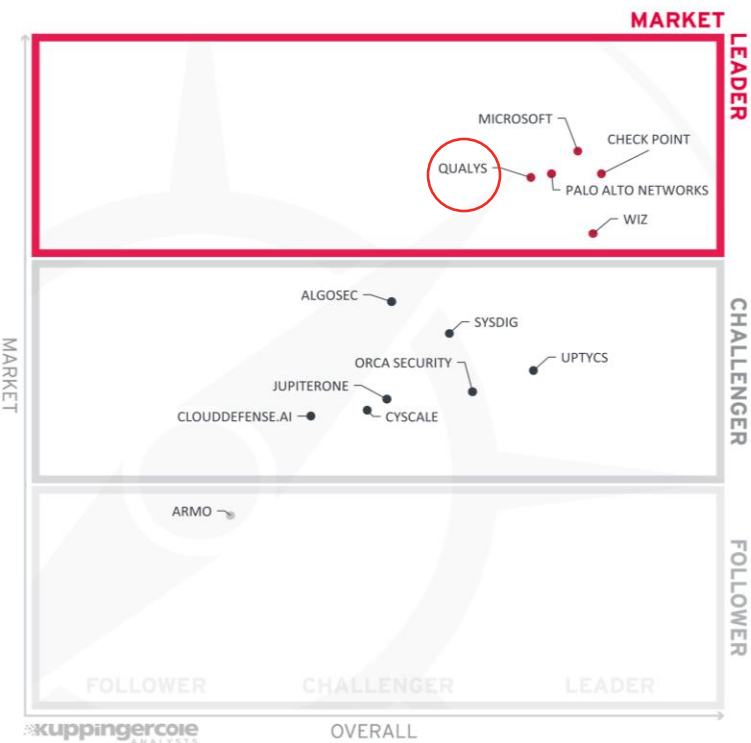 MARKET
LEADER
MICROSOFT
CHECK POINT
QUALYS
PALO ALTO NETWORKS
WIZ
ALGOSEC
SYSDIG
CHALLENGER
MARKET
ORCA SECURITY
UPTYCS
JUPITERONE
CLOUDDEFENSE.AI
CYSCALE
ARMO
FOLLOWER
FOLLOWER CHALLENGER LEADER
kuppingercole
ANALYSTS
OVERALL